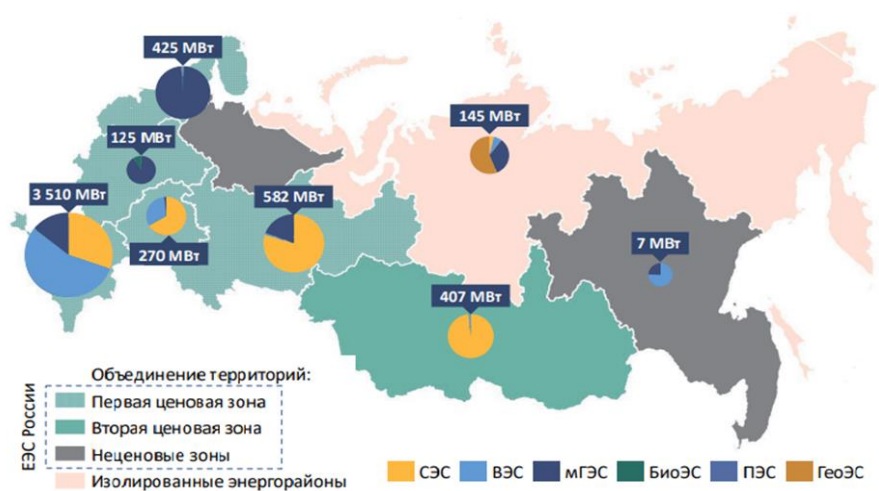 425 МВт
145 МВт
125 МВт
3 510 МВт
582 МВт
270 МВт
7 МВт
407 МВт
Объединение территорий:
ЕЭС России
Первая ценовая зона
Вторая ценовая зона
Неценовые зоны
Изолированные энергорайоны
СЭС ВЭС мГЭС БиоЭС ПЭС ГеоЭС